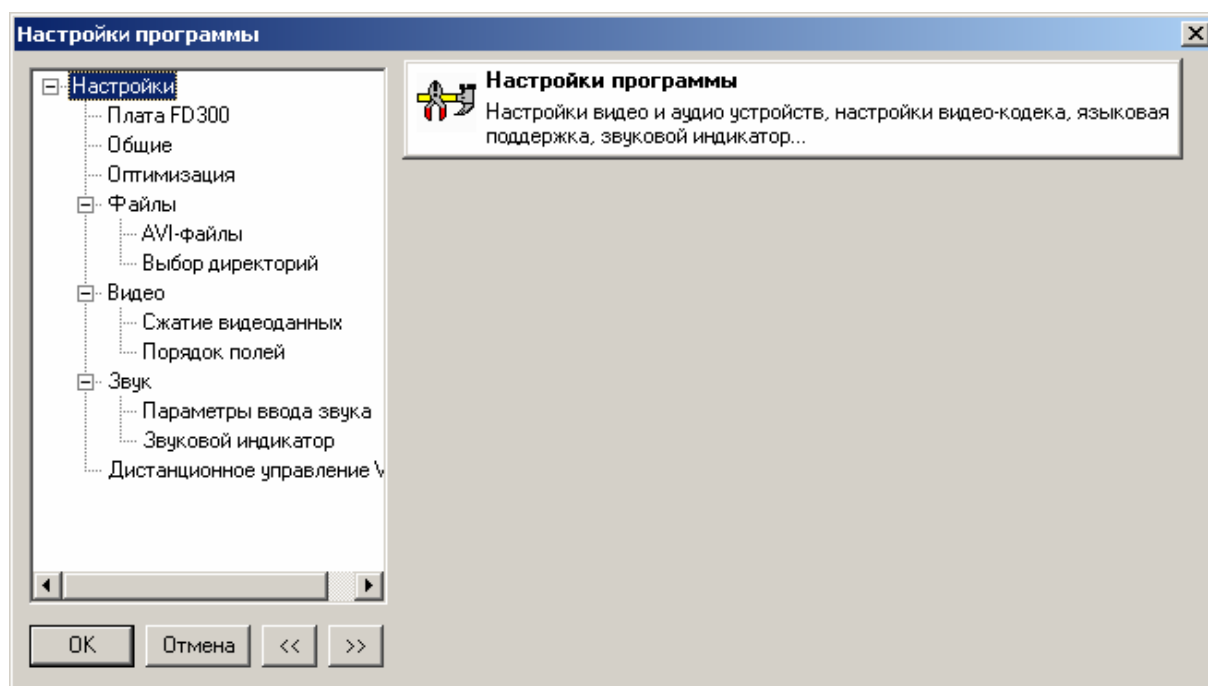 Настройки программы
Настройки
Плата FD300
Общие
Оптимизация
Файлы
AVI-файлы
Выбор директорий
Видео
Сжатие видеоданных
Порядок полей
Звук
Параметры ввода звука
Звуковой индикатор
Дистанционное управление V
OK Отмена << >>
Настройки программы
Настройки видео и аудио устройств, настройки видео-кодека, языковая
поддержка, звуковой индикатор...